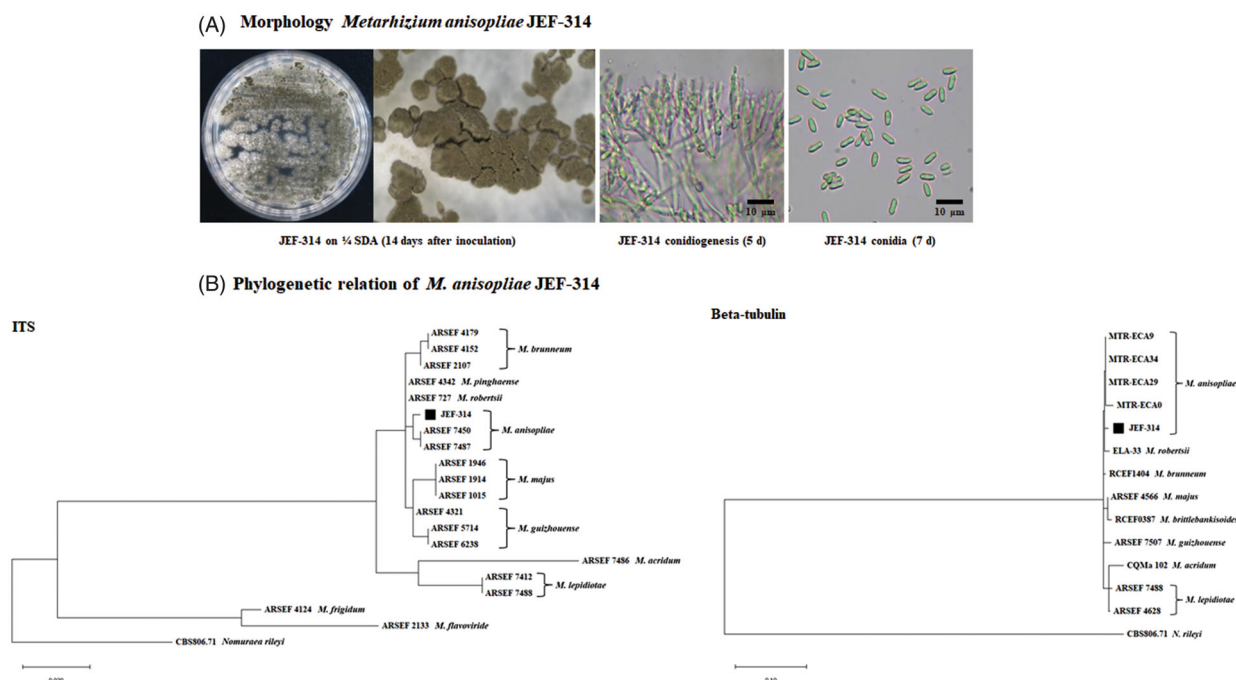 (A) Morphology Metarhizium anisopliae JEF-314
10 µm
10 µm
JEF-314 on ¼ SDA (14 days after inoculation)
JEF-314 conidiogenesis (5 d)
JEF-314 conidia (7 d)
(B) Phylogenetic relation of M. anisopliae JEF-314
ITS
ARSEF 4179
ARSEF 4152
M. brunneum
ARSEF 2107
ARSEF 4342 M. pinghaense
ARSEF 727 M. robertsii
JEF-314
ARSEF 7450
M. anisopliae
ARSEF 7487
ARSEF 1946
ARSEF 1914
M. majus
ARSEF 1015
ARSEF 4321
ARSEF 5714
M. guizhouense
ARSEF 6238
ARSEF 7486 M. acridum
ARSEF 7412
M. lepidiotae
ARSEF 7488
ARSEF 4124 M. frigidum
ARSEF 2133 M. flavoviride
CBS806.71 Nomuraea rileyi
Beta-tubulin
MTR-ECA9
MTR-ECA34
MTR-ECA29
M. anisopliae
MTR-ECA0
JEF-314
ELA-33 M. robertsii
RCEF1404 M. brunneum
ARSEF 4566 M. majus
RCEF0387 M. brittlebankisoides
ARSEF 7507 M. guizhouense
CQMa 102 M. acridum
ARSEF 7488
M. lepidiotae
ARSEF 4628
CBS806.71 N. rileyi